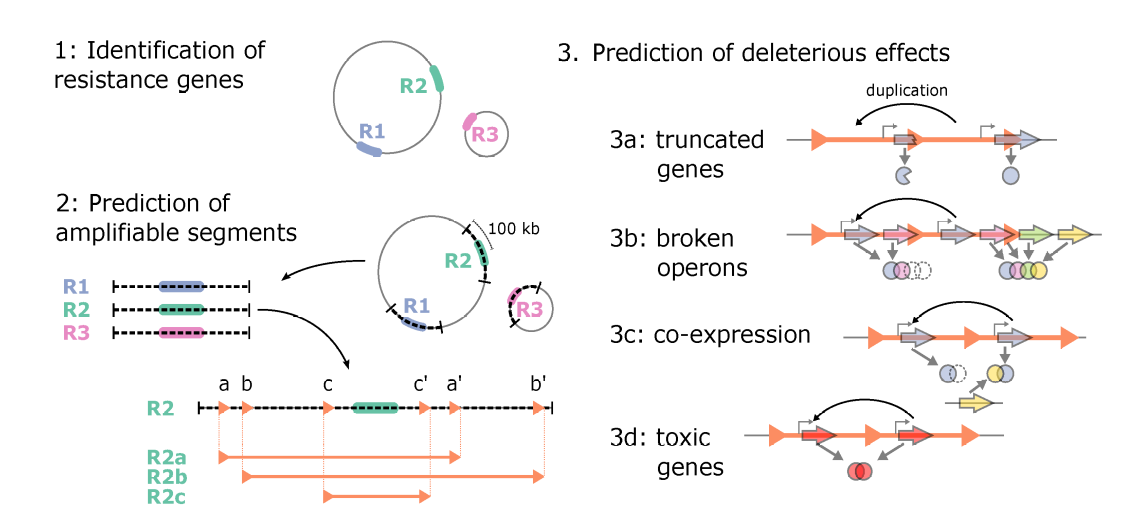 1: Identification of
resistance genes
R2
R1
R3
2: Prediction of
amplifiable segments
100 kb
R2
R1
R3
R1
R2
R3
a b c c' a' b'
R2
R2a
R2b
R2c
3. Prediction of deleterious effects
duplication
3a: truncated
genes
3b: broken
operons
3c: co-expression
3d: toxic
genes